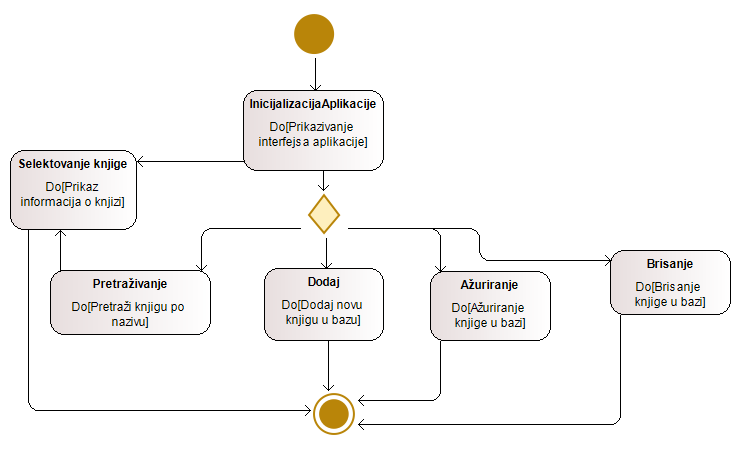 InicijalizacijaAplikacije
Do[Prikazivanje
interfejsa aplikacije]
Selektovanje knjige
Do[Prikaz
informacija o knjizi]
Pretraživanje
Do[Pretraži knjigu po
nazivu]
Dodaj
Do[Dodaj novu
knjigu u bazu]
Ažuriranje
Do[Ažuriranje
knjige u bazi]
Brisanje
Do[Brisanje
knjige u bazi]